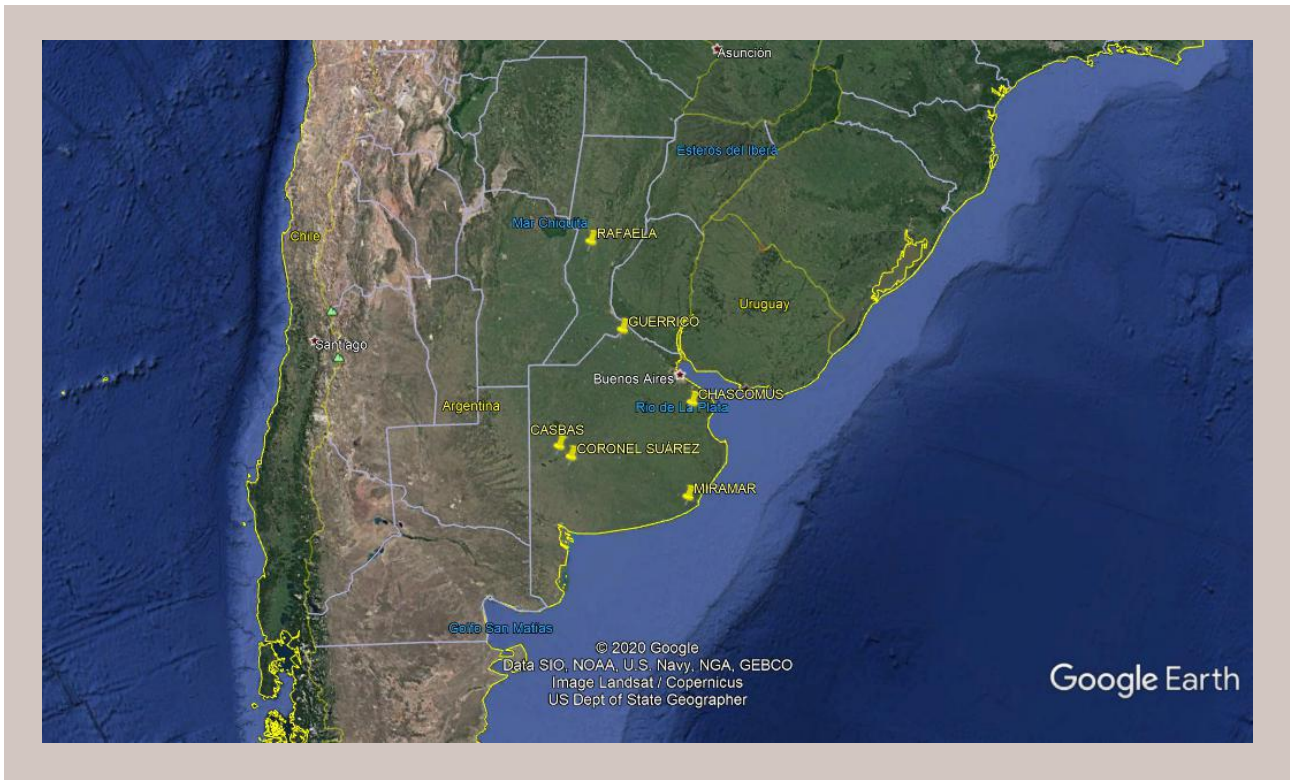 Asunción
Esteros del Iberá
Mar Chiquita
RAFAELA
Chile
Uruguay
GUERRICO
Santiago
Buenos Aires
CHASCOMUS
Rio de La Plata
Argentina
CASBAS
CORONEL SUÁREZ
MIRAMAR
Golfo San Matías
© 2020 Google
Data SIO, NOAA, U.S. Navy, NGA, GEBCO
Image Landsat / Copernicus
US Dept of State Geographer
Google Earth